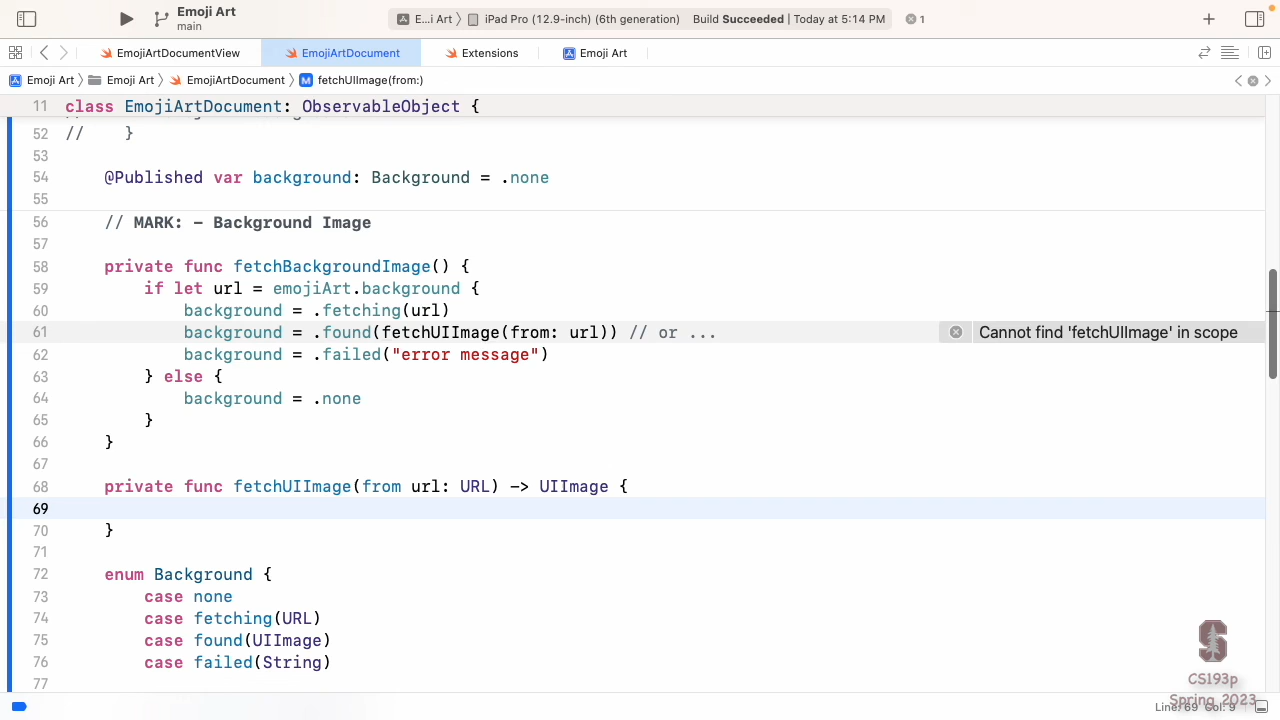 Emoji Art
main
E...i Art 〉 iPad Pro (12.9-inch) (6th generation) Build Succeeded | Today at 5:14 PM
1
EmojiArtDocumentView
EmojiArtDocument
Extensions
Emoji Art
Emoji Art 〉 Emoji Art 〉 EmojiArtDocument 〉 M fetchUIImage(from:)
11 class EmojiArtDocument: ObservableObject {
52 //    }
53
54     @Published var background: Background = .none
55
56     // MARK: - Background Image
57
58     private func fetchBackgroundImage() {
59         if let url = emojiArt.background {
60             background = .fetching(url)
61             background = .found(fetchUIImage(from: url)) // or ... Cannot find 'fetchUIImage' in scope
62             background = .failed("error message")
63         } else {
64             background = .none
65         }
66     }
67
68     private func fetchUIImage(from url: URL) -> UIImage {
69
70     }
71
72     enum Background {
73         case none
74         case fetching(URL)
75         case found(UIImage)
76         case failed(String)
77
S
CS193p
Spring 2023
Line: 69 Col: 9